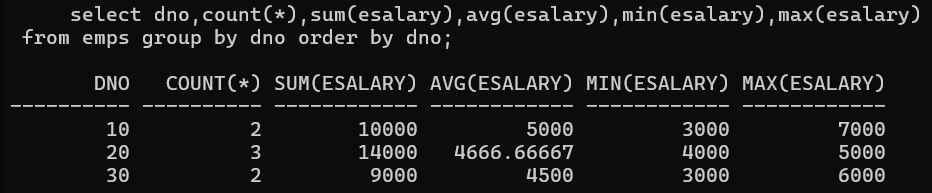 select dno,count(*),sum(esalary),avg(esalary),min(esalary),max(esalary)
from emps group by dno order by dno;
DNO COUNT(*) SUM(ESALARY) AVG(ESALARY) MIN(ESALARY) MAX(ESALARY)
---------- ---------- ------------ ------------ ------------ ------------
10 2 10000 5000 3000 7000
20 3 14000 4666.66667 4000 5000
30 2 9000 4500 3000 6000